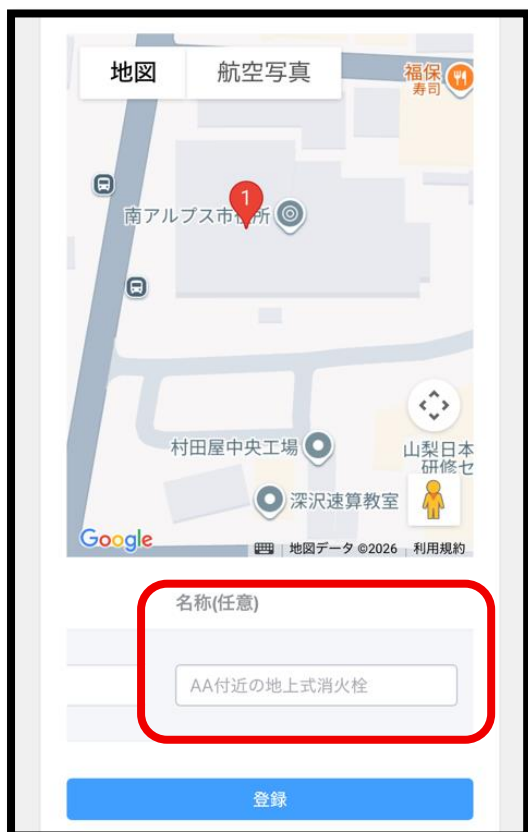 地図 航空写真
福保
寿司
1
南アルプス市役所
村田屋中央工場
山梨日本
研修セ
深沢速算教室
Google
地図データ ©2026 利用規約
名称(任意)
AA付近の地上式消火栓
登録